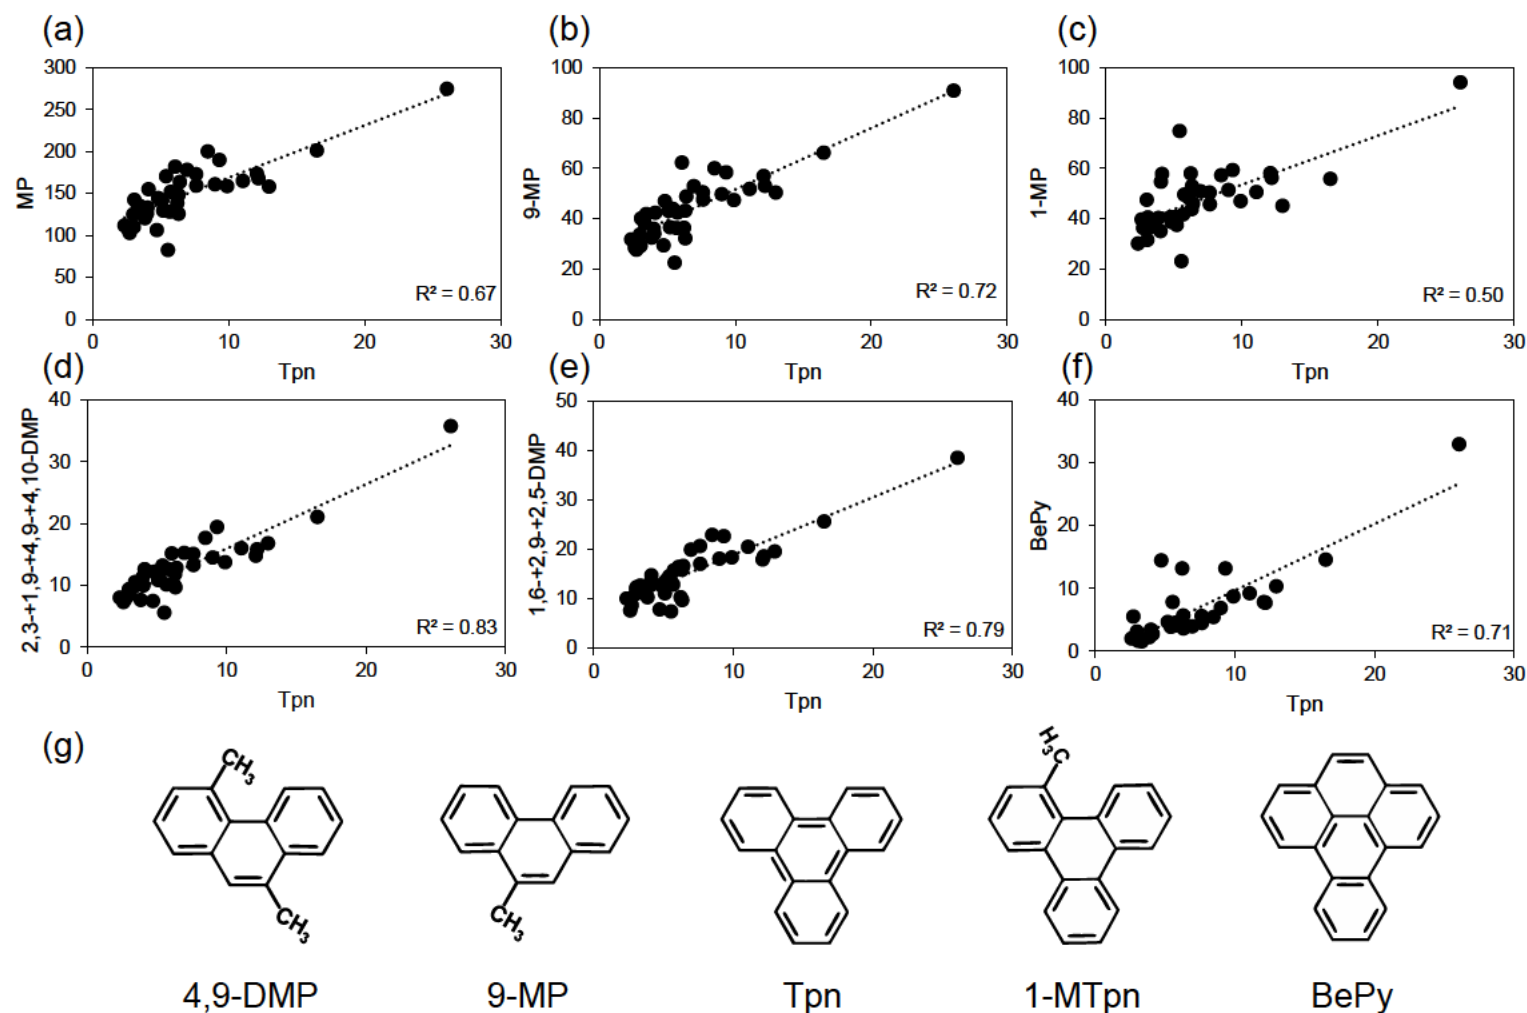 (a)
300
250
200
150
100
50
0
MP
0 10 20 30
Tpn
R² = 0.67
(b)
100
80
60
40
20
0
9-MP
0 10 20 30
Tpn
R² = 0.72
(c)
100
80
60
40
20
0
1-MP
0 10 20 30
Tpn
R² = 0.50
(d)
40
30
20
10
0
2,3-+1,9-+4,9-+4,10-DMP
0 10 20 30
Tpn
R² = 0.83
(e)
50
40
30
20
10
0
1,6-+2,9-+2,5-DMP
0 10 20 30
Tpn
R² = 0.79
(f)
40
30
20
10
0
BePy
0 10 20 30
Tpn
R² = 0.71
(g)
CH3
CH3
CH3
H3C
4,9-DMP 9-MP Tpn 1-MTpn BePy